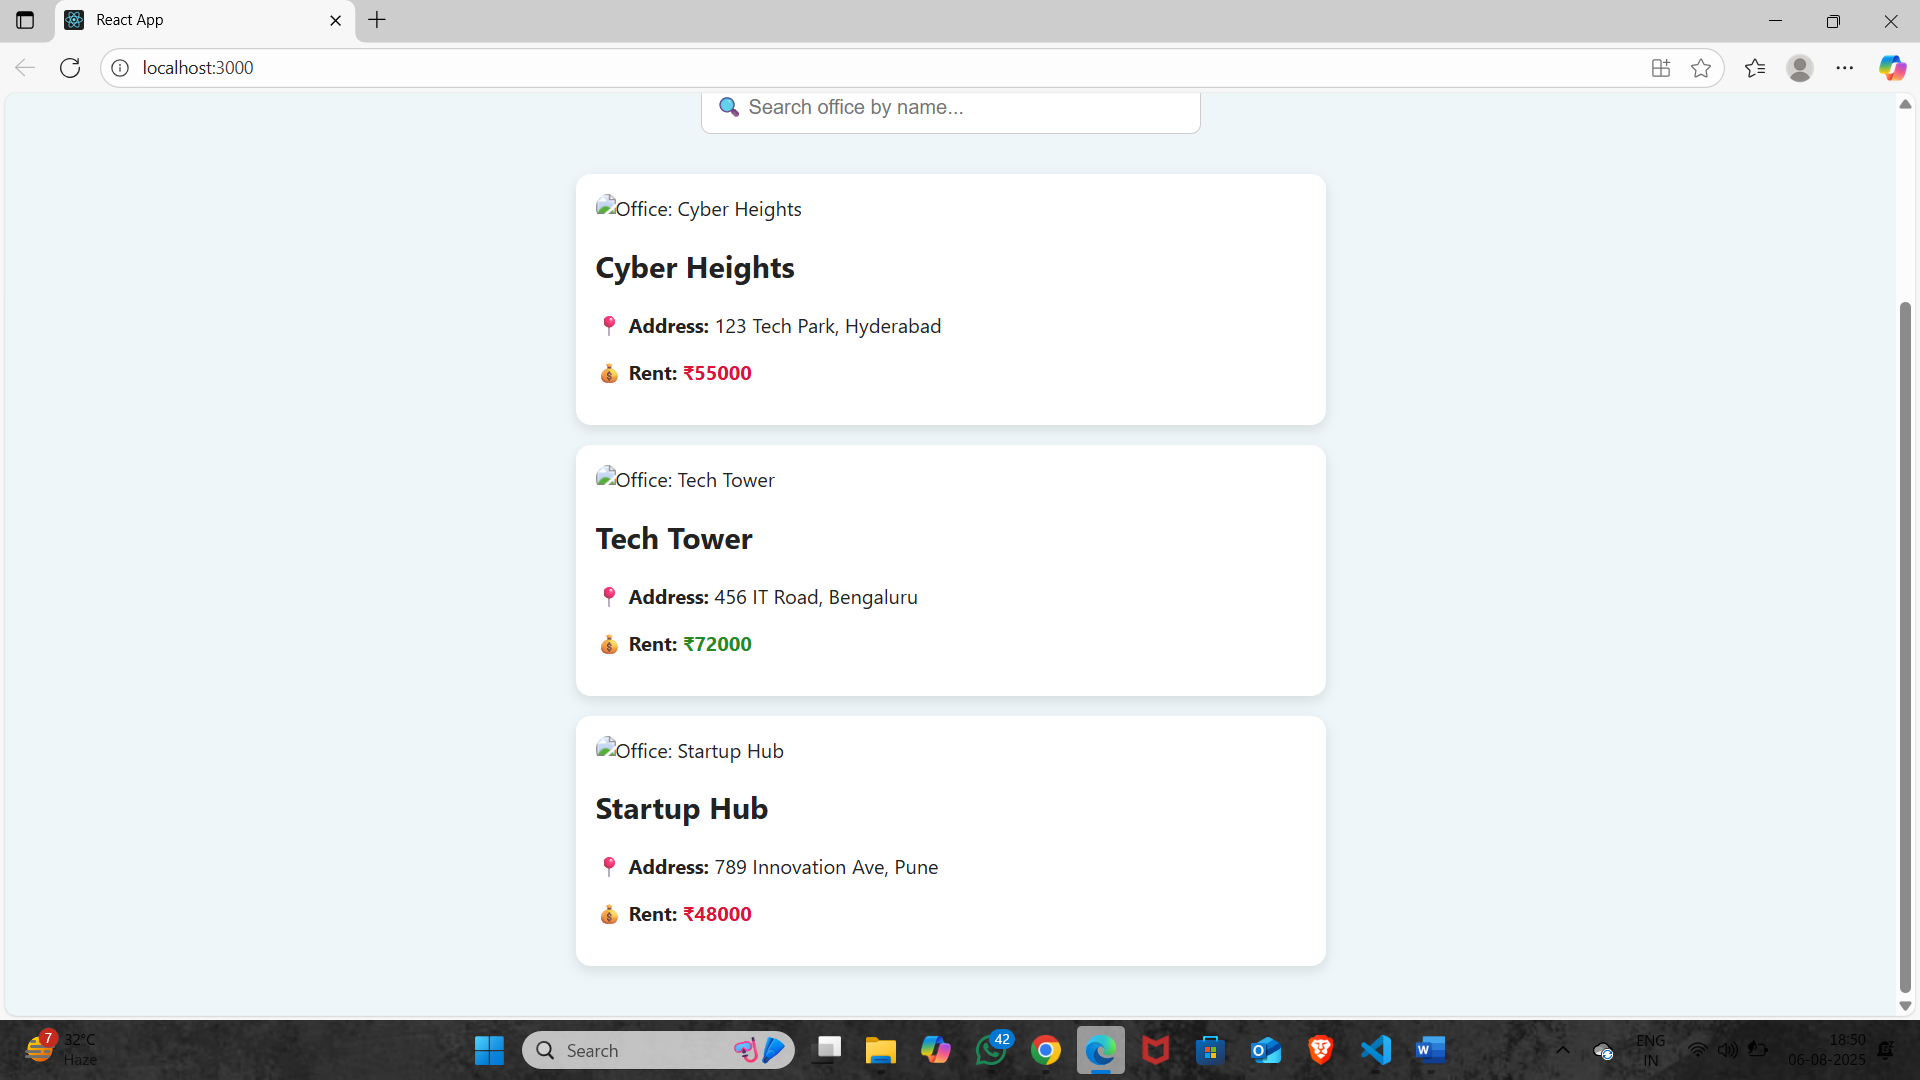 React App
localhost:3000
🔍 Search office by name...
Office: Cyber Heights
Cyber Heights
📍 Address: 123 Tech Park, Hyderabad
💰 Rent: ₹55000
Office: Tech Tower
Tech Tower
📍 Address: 456 IT Road, Bengaluru
💰 Rent: ₹72000
Office: Startup Hub
Startup Hub
📍 Address: 789 Innovation Ave, Pune
💰 Rent: ₹48000
7
32°C
Haze
Search
42
ENG
IN
18:50
06-08-2025